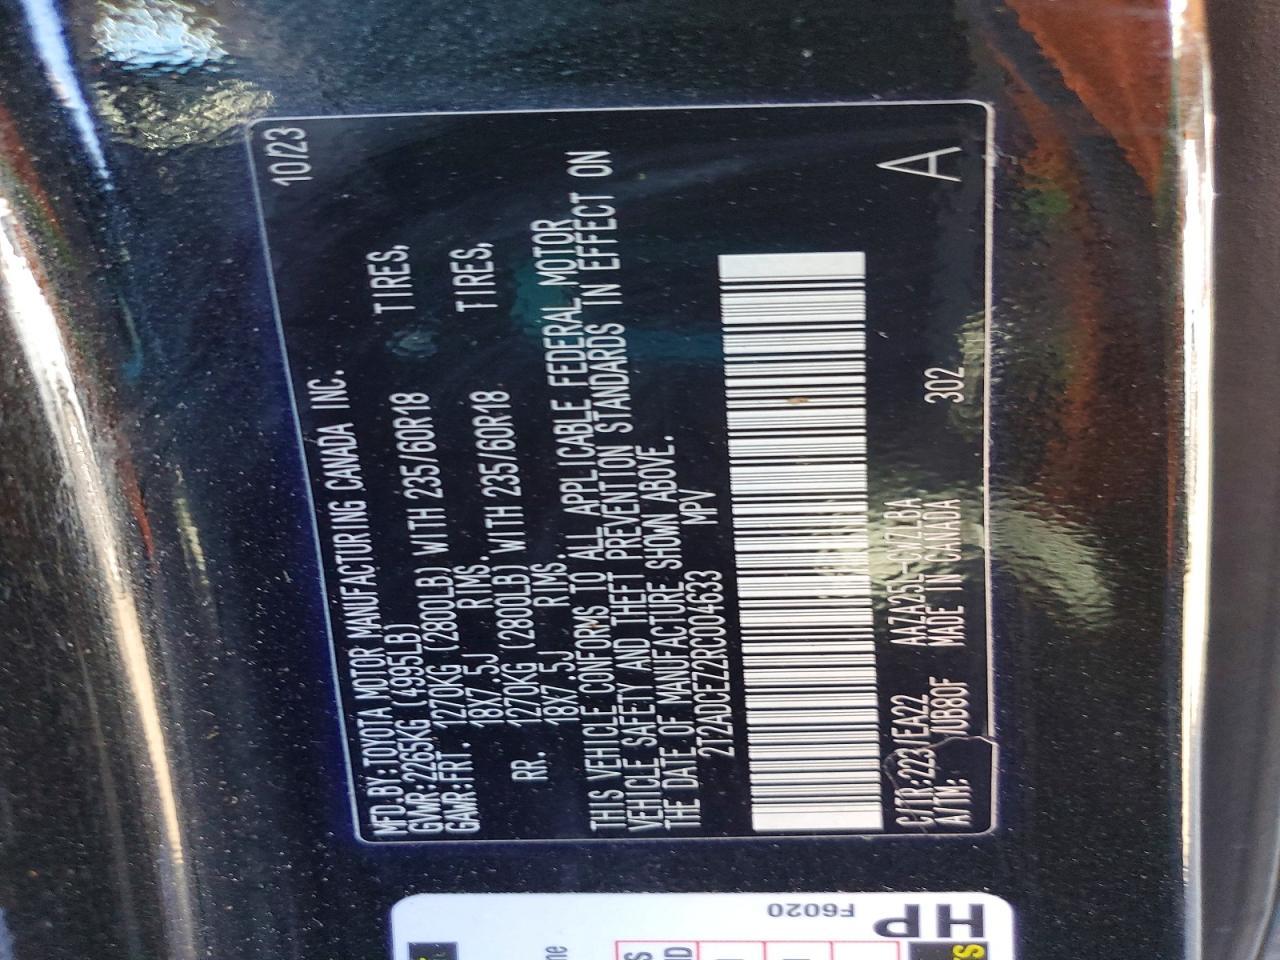 10/23
MFD.BY:TOYOTA MOTOR MANUFACTURING CANADA INC.
GVWR:2265KG (4995LB)
GAWR:FRT. 1270KG (2800LB) WITH 235/60R18 TIRES,
18X7.5J RIMS.
RR. 1270KG (2800LB) WITH 235/60R18 TIRES,
18X7.5J RIMS.
THIS VEHICLE CONFORMS TO ALL APPLICABLE FEDERAL MOTOR
VEHICLE SAFETY AND THEFT PREVENTION STANDARDS IN EFFECT ON
THE DATE OF MANUFACTURE SHOWN ABOVE.
2T2ADCEZ2RC004633 MPV
C/TR:223/EA22 AAZA25L-CWZLBA
A/TM: /UB80F MADE IN CANADA 302
A
F6020
HP